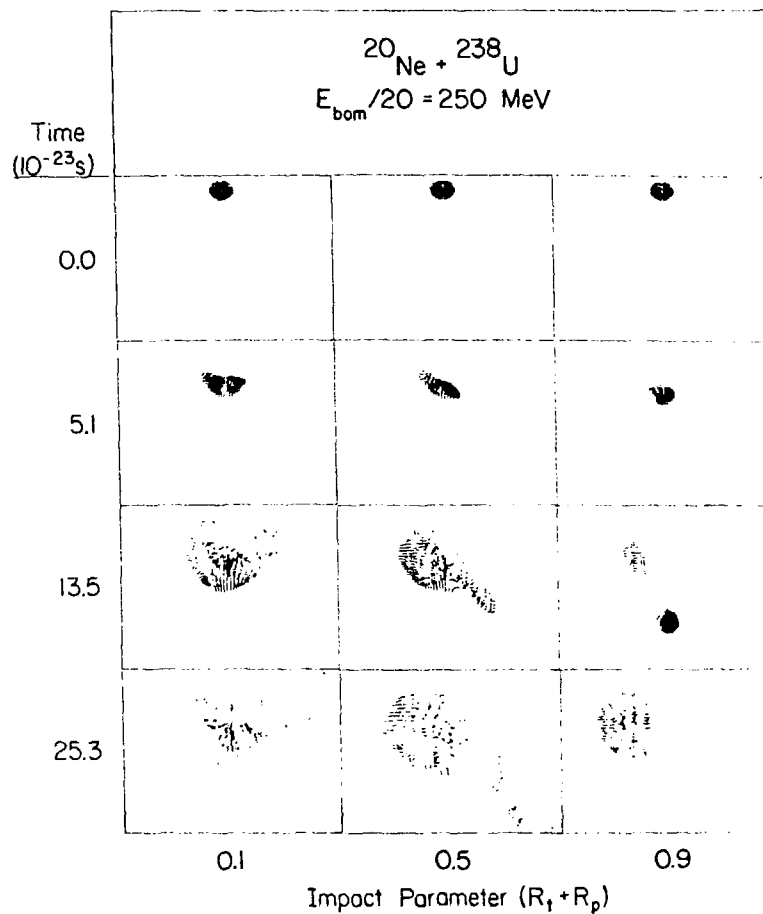 20Ne + 238U
Ebom/20 = 250 MeV
Time
(10-23s)
0.0
5.1
13.5
25.3
0.1 0.5 0.9
Impact Parameter (Rt+Rp)